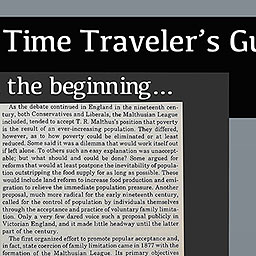 Time Traveler's Gu
the beginning...
As the debate continued in England in the nineteenth cen-
tury, both Conservatives and Liberals, the Malthusian League
included, tended to accept T. R. Malthus's position that poverty
is the result of an ever-increasing population. They differed,
however, as to how poverty could be eliminated or at least
reduced. Some said it was a dilemma that would work itself out
if left alone. To others such an easy explanation was unaccept-
able; but what should and could be done? Some argued for
reforms that would at least postpone the inevitability of popula-
tion outstripping the food supply for as long as possible. These
would include land reform to increase food production and emi-
gration to relieve the immediate population pressure. Another
proposal, much more radical for the early nineteenth century,
called for the control of population by individuals themselves
through the acceptance and practice of voluntary family limita-
tion. Only a very few dared voice such a proposal publicly in
Victorian England, and it made little headway until the latter
part of the century.
The first organized effort to promote popular acceptance and,
in fact, state coercion of family limitation came in 1877 with the
formation of the Malthusian League. Its primary objectives